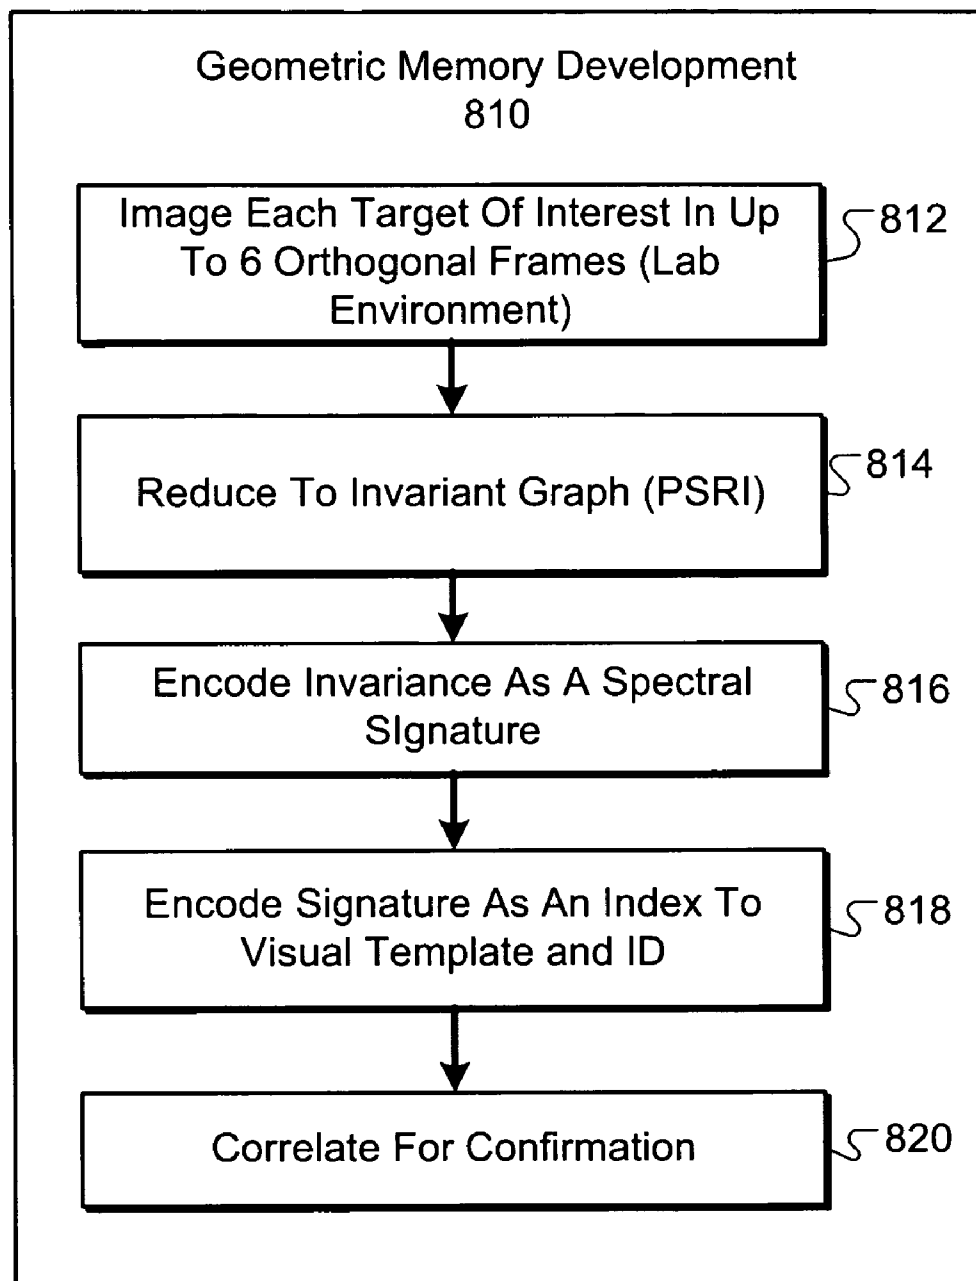 Geometric Memory Development
810
Image Each Target Of Interest In Up
To 6 Orthogonal Frames (Lab
Environment)
812
Reduce To Invariant Graph (PSRI)
814
Encode Invariance As A Spectral
SIgnature
816
Encode Signature As An Index To
Visual Template and ID
818
Correlate For Confirmation
820